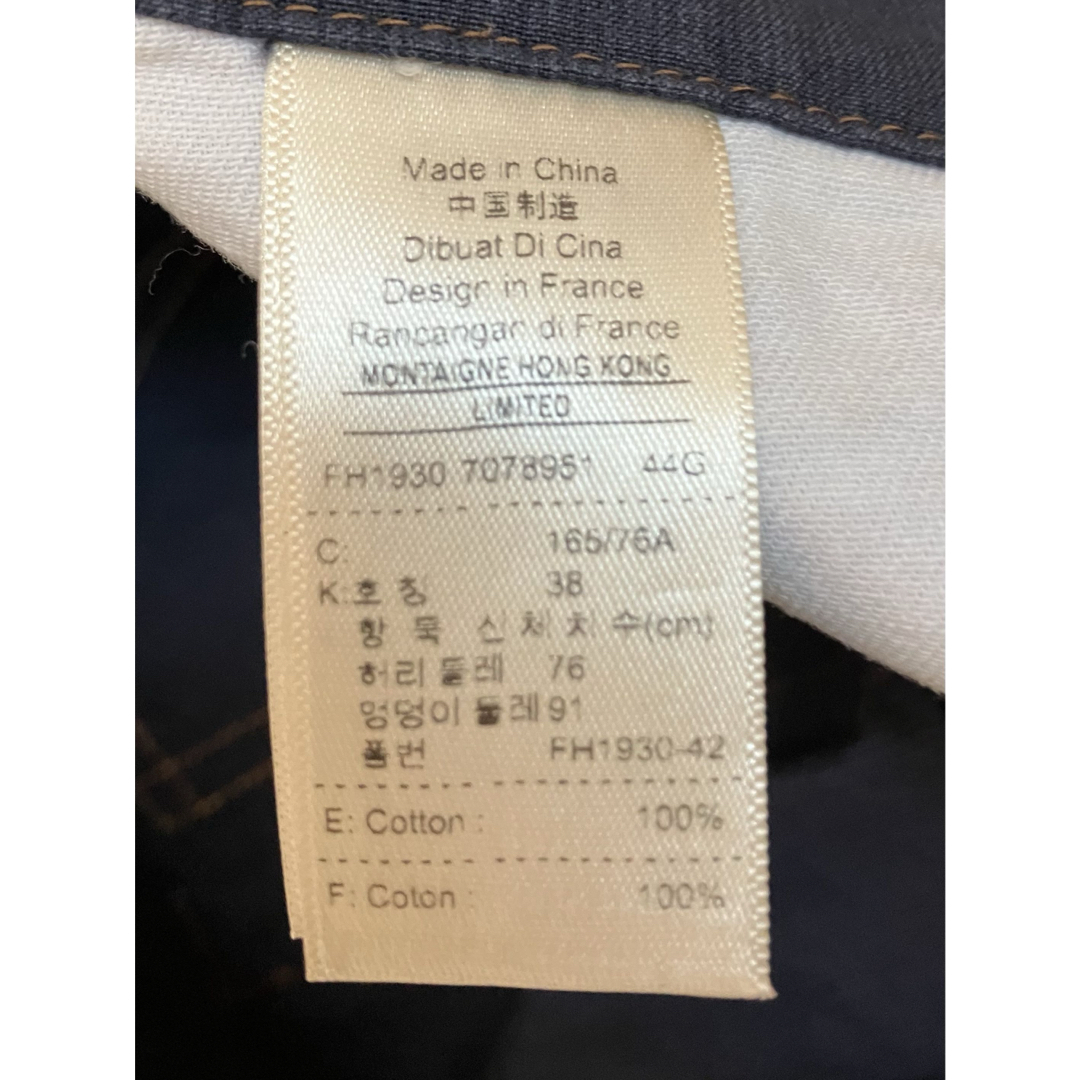 Made in China
中国制造
Dibuat Di Cina
Design in France
Rancangan di France
MONTAIGNE HONG KONG
LIMITED
FH1930 7078951 44G
C: 165/76A
K:호 칭 38
항 목 신 체 치 수(cm)
허리 둘레 76
엉덩이 둘레 91
품번 FH1930-42
E: Cotton : 100%
F: Coton : 100%